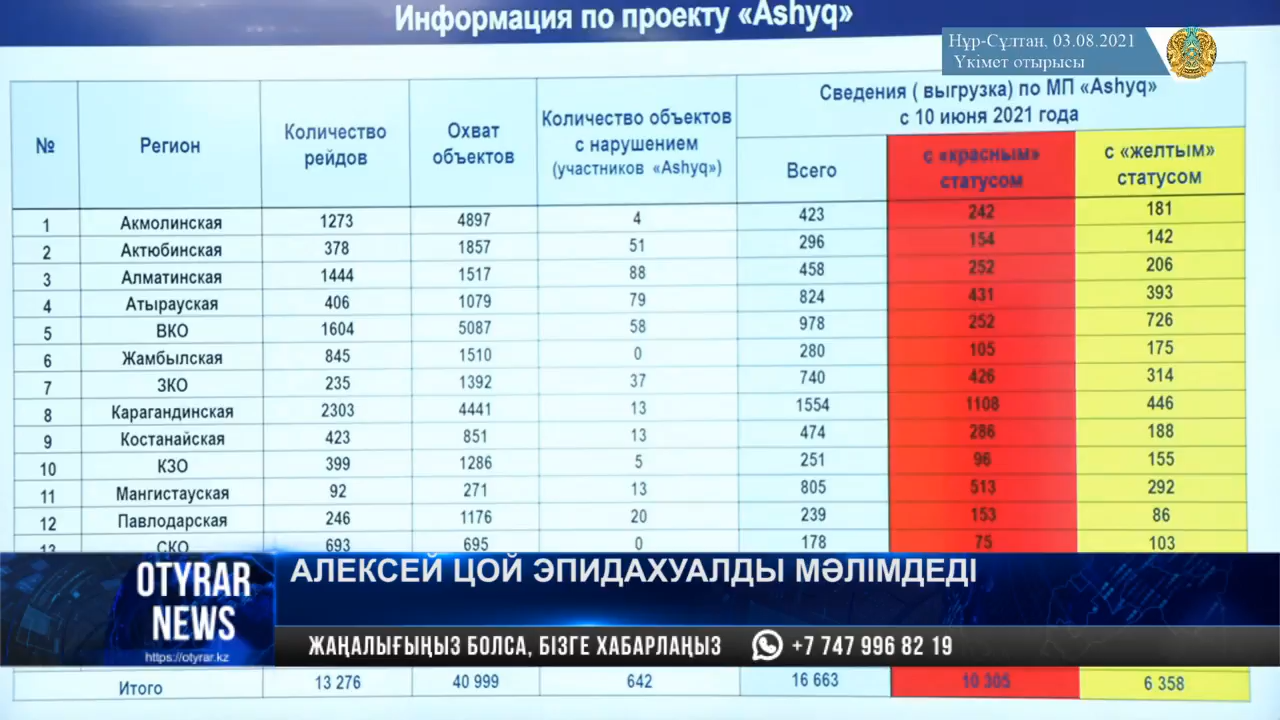 Информация по проекту «Ashyq»
Нұр-Сұлтан, 03.08.2021
Үкімет отырысы
№ Регион Количество рейдов Охват объектов Количество объектов с нарушением (участников «Ashyq») Сведения ( выгрузка) по МП «Ashyq» с 10 июня 2021 года
Всего с «красным» статусом с «желтым» статусом
1 Акмолинская 1273 4897 4 423 242 181
2 Актюбинская 378 1857 51 296 154 142
3 Алматинская 1444 1517 88 458 252 206
4 Атырауская 406 1079 79 824 431 393
5 ВКО 1604 5087 58 978 252 726
6 Жамбылская 845 1510 0 280 105 175
7 ЗКО 235 1392 37 740 426 314
8 Карагандинская 2303 4441 13 1554 1108 446
9 Костанайская 423 851 13 474 286 188
10 КЗО 399 1286 5 251 96 155
11 Мангистауская 92 271 13 805 513 292
12 Павлодарская 246 1176 20 239 153 86
13 СКО 693 695 0 178 75 103
OTYRAR NEWS
https://otyrar.kz
АЛЕКСЕЙ ЦОЙ ЭПИДАХУАЛДЫ МӘЛІМДЕДІ
ЖАҢАЛЫҒЫҢЫЗ БОЛСА, БІЗГЕ ХАБАРЛАҢЫЗ +7 747 996 82 19
Итого 13 276 40 999 642 16 663 10 305 6 358